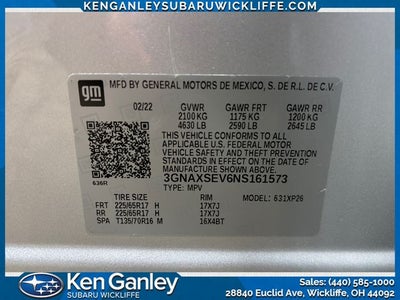 KENGANLEYSUBARUWICKLIFFE.COM
gm
MFD BY GENERAL MOTORS DE MEXICO, S. DE R.L. DE C.V.
02/22 GVWR GAWR FRT GAWR RR
2100 KG 1175 KG 1200 KG
4630 LB 2590 LB 2645 LB
THIS VEHICLE CONFORMS TO ALL
APPLICABLE U.S. FEDERAL MOTOR
VEHICLE SAFETY, BUMPER, AND
THEFT PREVENTION STANDARDS IN
EFFECT ON THE DATE OF
MANUFACTURE SHOWN ABOVE.
3GNAXSEV6NS161573
636R TYPE: MPV
TIRE SIZE RIM MODEL: 631XP26
FRT 225/65R17 H 17X7J
RR 225/65R17 H 17X7J
SPA T135/70R16 M 16X4BT
Ken Ganley
SUBARU WICKLIFFE
SALES: (440) 585-1000
28840 Euclid Ave, Wickliffe, OH 44092